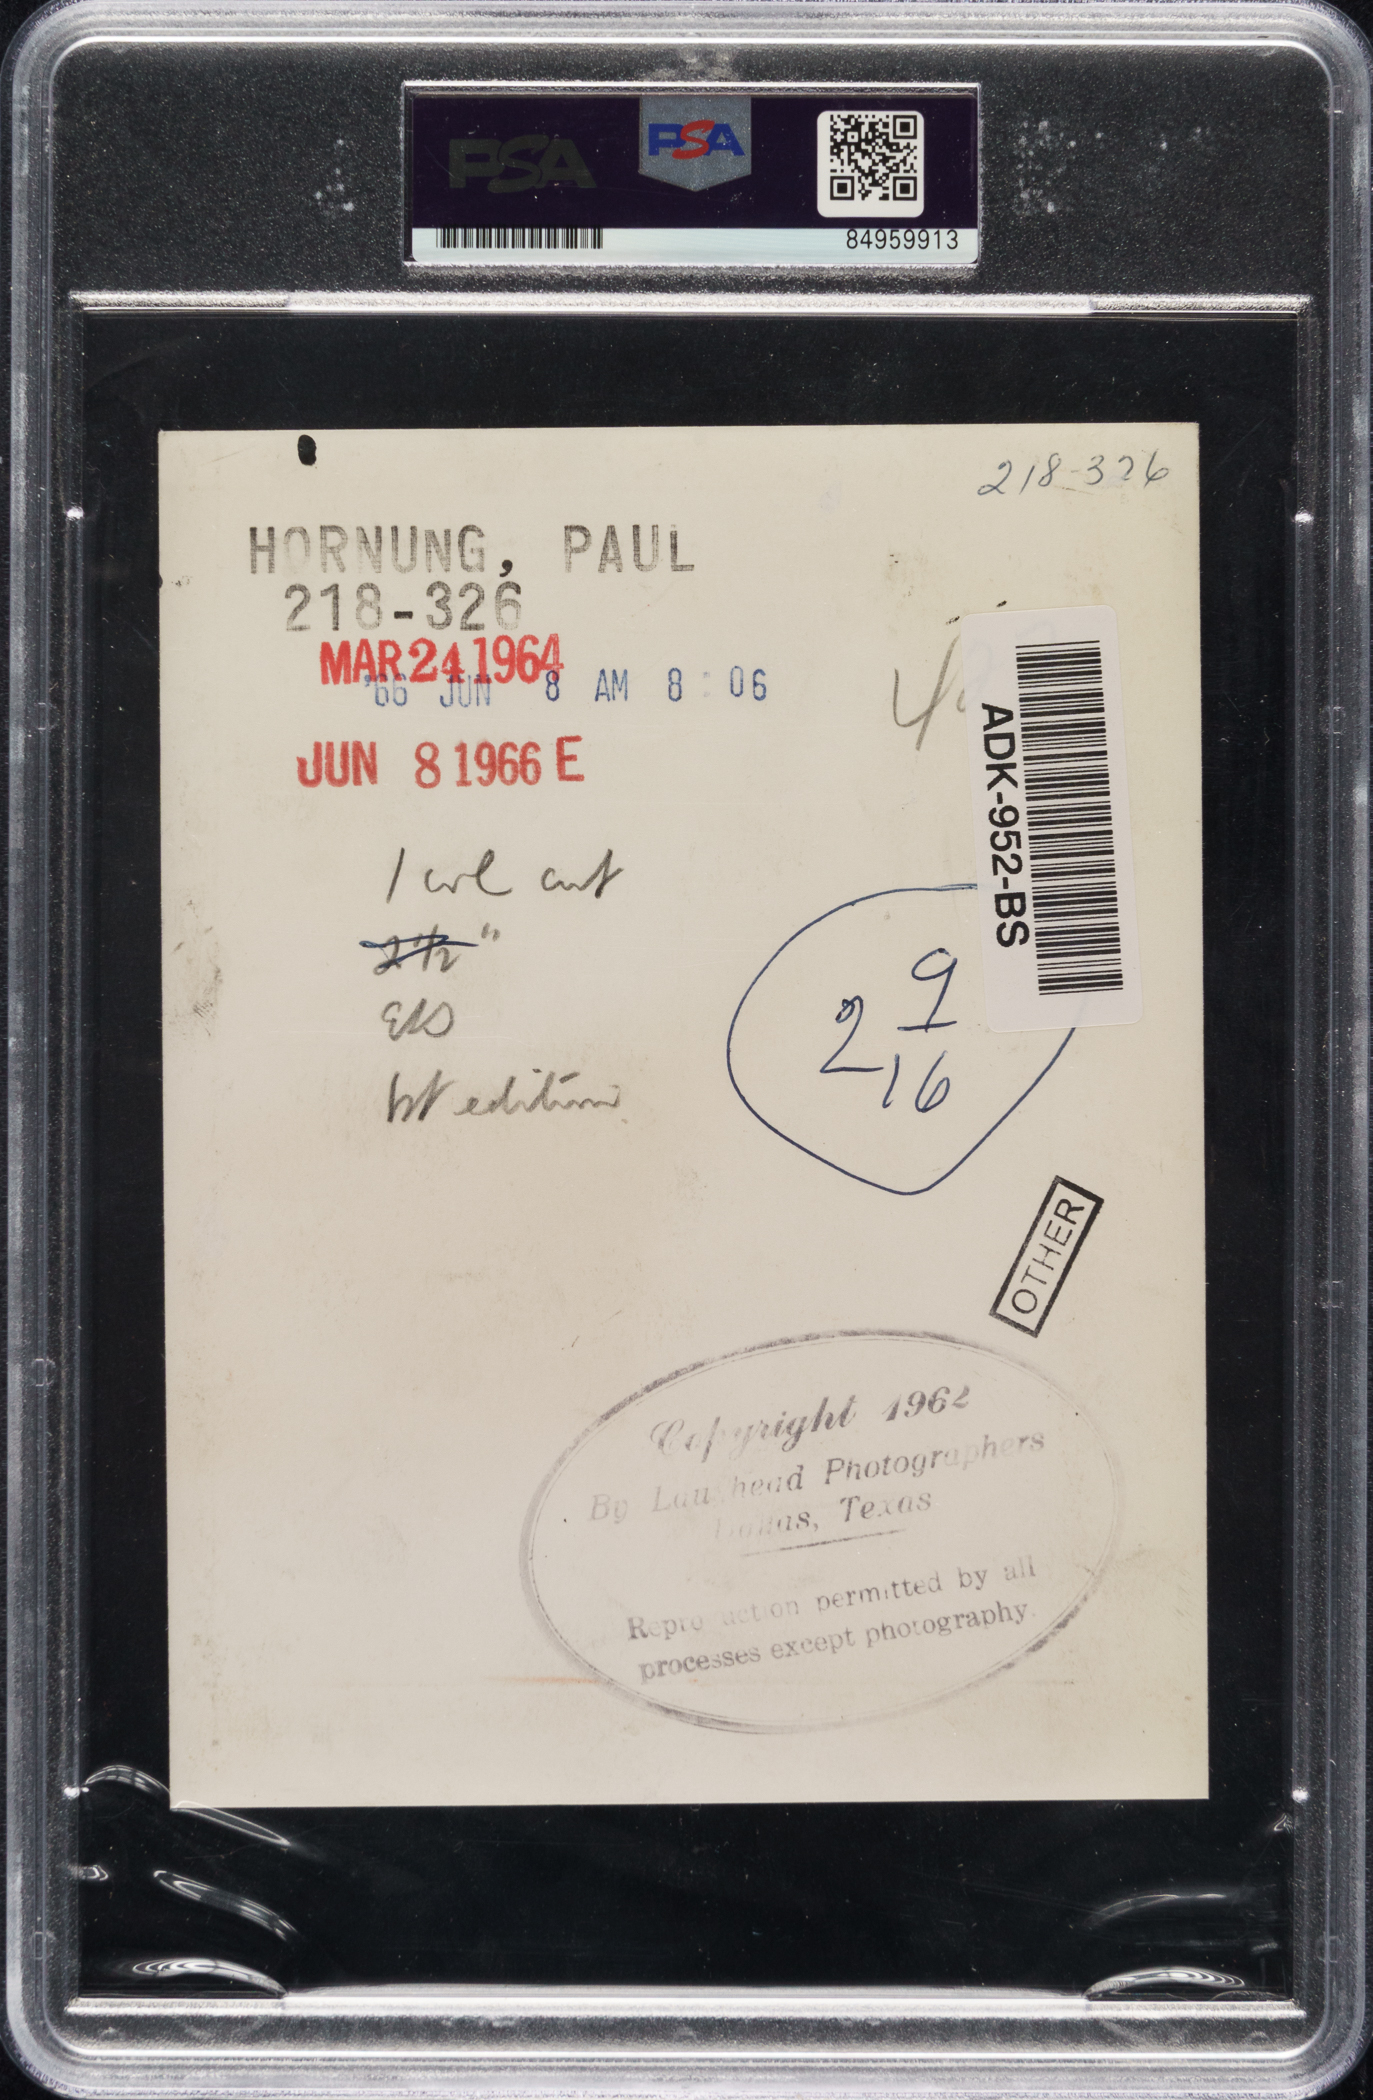 PSA
PSA
84959913
218-326
HORNUNG, PAUL
218-326
MAR 24 1964
'66 JUN 8 AM 8:06
JUN 8 1966 E
ADK-952-BS
1 col cut
2 1/2"
1st edition
9
2 16
OTHER
Copyright 1962
By Laughead Photographers
Dallas, Texas
Reproduction permitted by all
processes except photography.